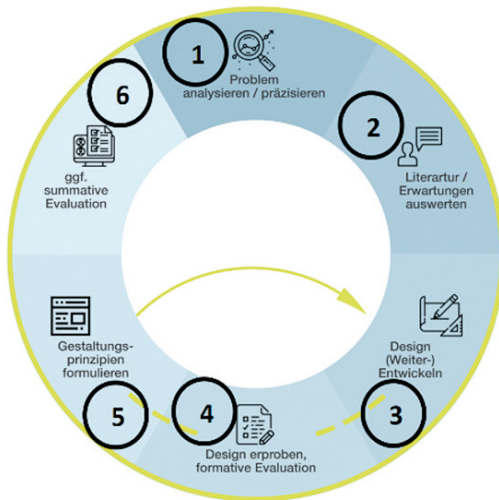 1
Problem
analysieren / präzisieren
2
Literartur /
Erwartungen
auswerten
Design
(Weiter-)
Entwickeln
3
4
Design erproben,
formative Evaluation
Gestaltungs-
prinzipien
formulieren
5
6
ggf.
summative
Evaluation